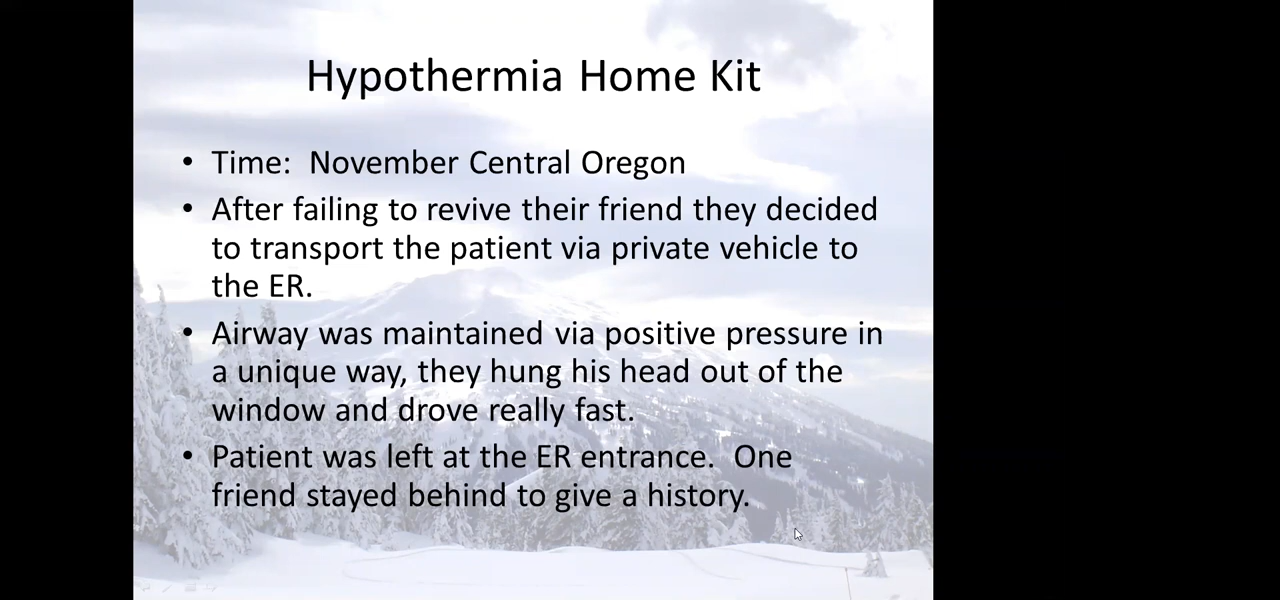 Hypothermia Home Kit
• Time:  November Central Oregon
• After failing to revive their friend they decided
to transport the patient via private vehicle to
the ER.
• Airway was maintained via positive pressure in
a unique way, they hung his head out of the
window and drove really fast.
• Patient was left at the ER entrance.  One
friend stayed behind to give a history.